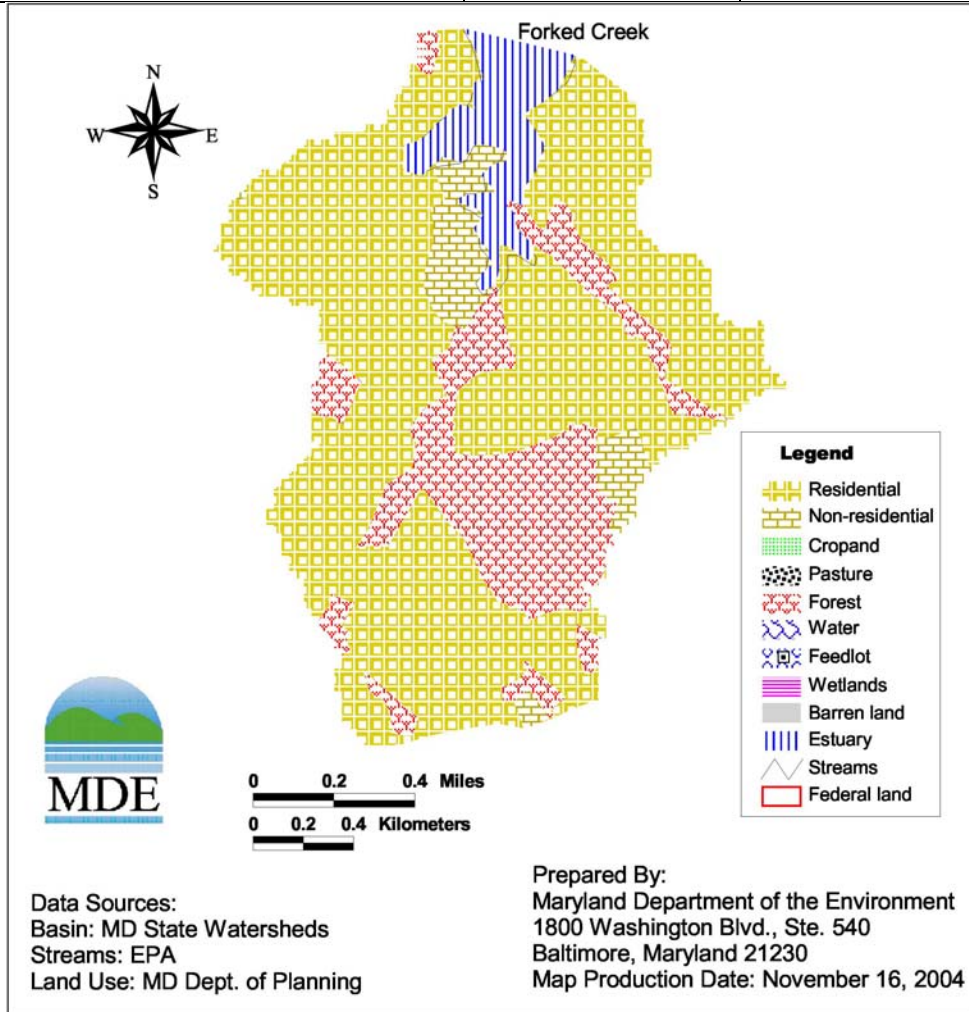 Forked Creek
N
W E
S
Legend
Residential
Non-residential
Cropand
Pasture
Forest
Water
Feedlot
Wetlands
Barren land
Estuary
Streams
Federal land
MDE
0 0.2 0.4 Miles
0 0.2 0.4 Kilometers
Data Sources:
Basin: MD State Watersheds
Streams: EPA
Land Use: MD Dept. of Planning
Prepared By:
Maryland Department of the Environment
1800 Washington Blvd., Ste. 540
Baltimore, Maryland 21230
Map Production Date: November 16, 2004